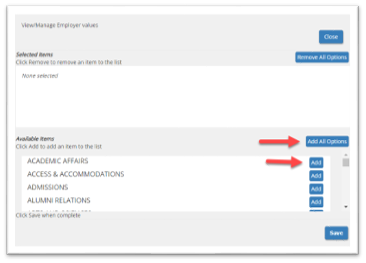 View/Manage Employer values
Close
Selected Items
Remove All Options
Click Remove to remove an item to the list
None selected
Available Items
Add All Options
Click Add to add an item to the list
ACADEMIC AFFAIRS
Add
ACCESS & ACCOMMODATIONS
Add
ADMISSIONS
Add
ALUMNI RELATIONS
Add
Click Save when complete
Save